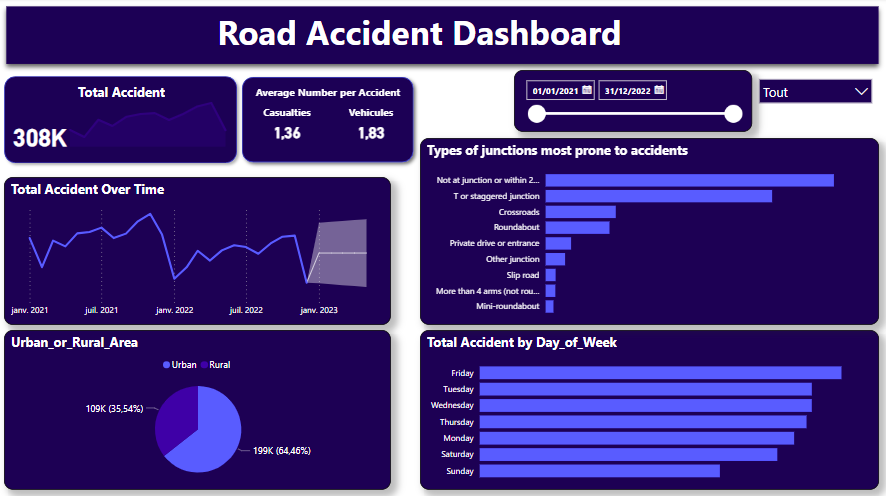 Road Accident Dashboard
Total Accident
308K
Average Number per Accident
Casualties Vehicules
1,36 1,83
01/01/2021 31/12/2022
Tout
Types of junctions most prone to accidents
Not at junction or within 2...
T or staggered junction
Crossroads
Roundabout
Private drive or entrance
Other junction
Slip road
More than 4 arms (not rou...
Mini-roundabout
Total Accident Over Time
janv. 2021 juil. 2021 janv. 2022 juil. 2022 janv. 2023
Urban_or_Rural_Area
Urban Rural
109K (35,54%)
199K (64,46%)
Total Accident by Day_of_Week
Friday
Tuesday
Wednesday
Thursday
Monday
Saturday
Sunday